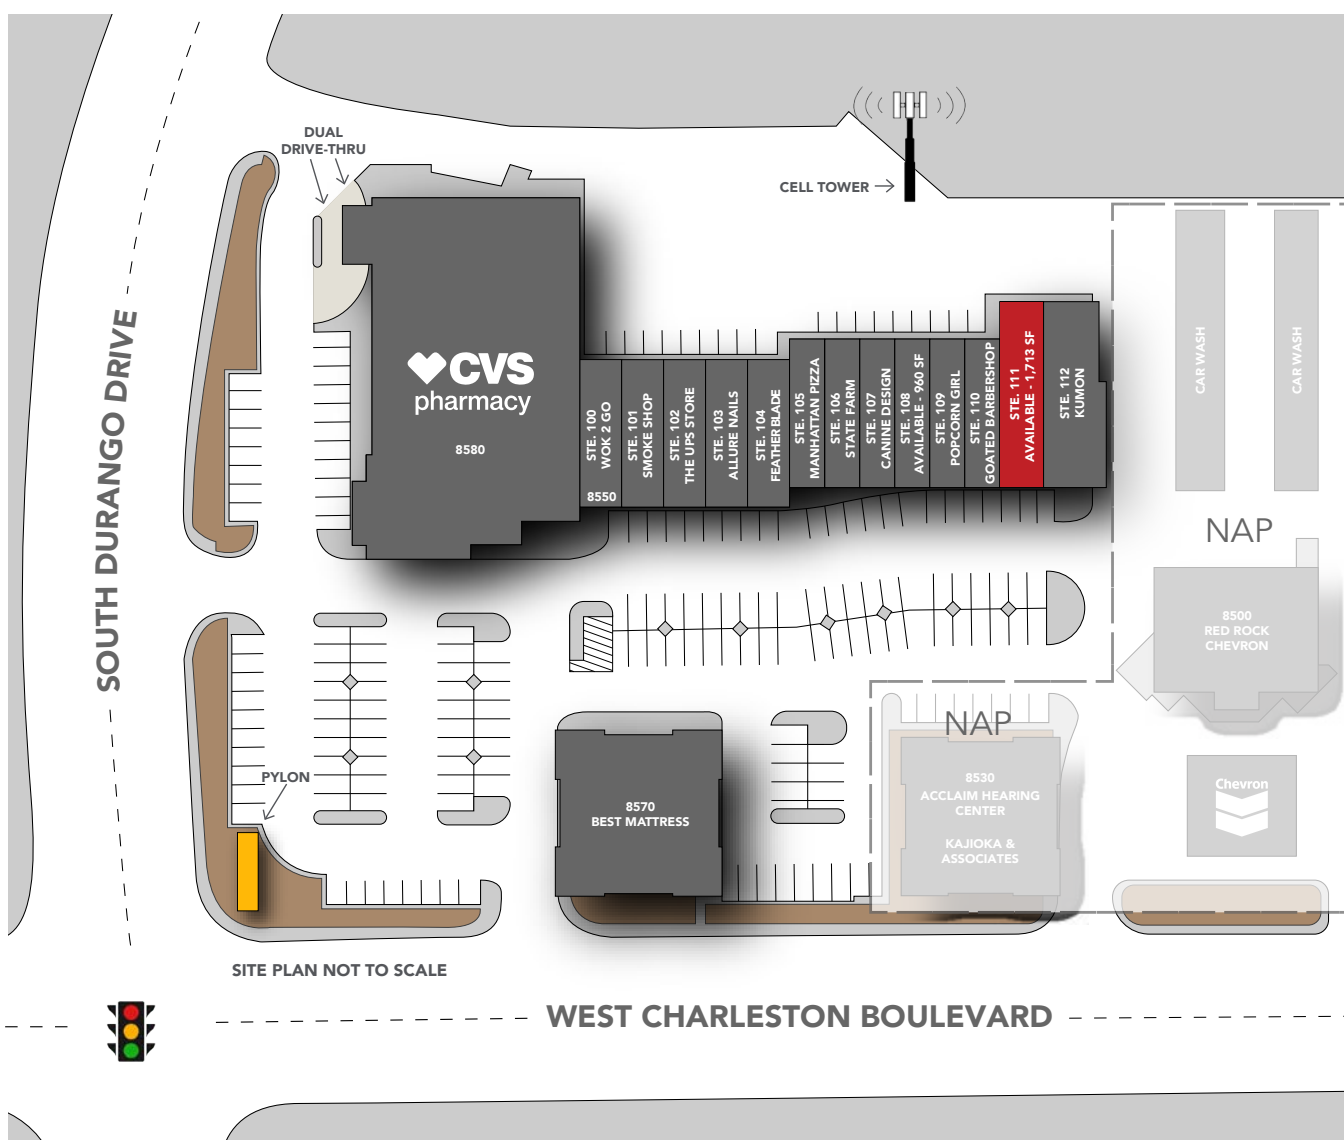 DUAL
DRIVE-THRU
CELL TOWER
SOUTH DURANGO DRIVE
CVS
pharmacy
8580
STE. 100
WOK 2 GO
8550
STE. 101
SMOKE SHOP
STE. 102
THE UPS STORE
STE. 103
ALLURE NAILS
STE. 104
FEATHER BLADE
STE. 105
MANHATTAN PIZZA
STE. 106
STATE FARM
STE. 107
CANINE DESIGN
STE. 108
AVAILABLE - 960 SF
STE. 109
POPCORN GIRL
STE. 110
GOATED BARBERSHOP
STE. 111
AVAILABLE - 1,713 SF
STE. 112
KUMON
CAR WASH
CAR WASH
NAP
8500
RED ROCK
CHEVRON
NAP
PYLON
8570
BEST MATTRESS
8530
ACCLAIM HEARING
CENTER
KAJIOKA &
ASSOCIATES
Chevron
SITE PLAN NOT TO SCALE
WEST CHARLESTON BOULEVARD